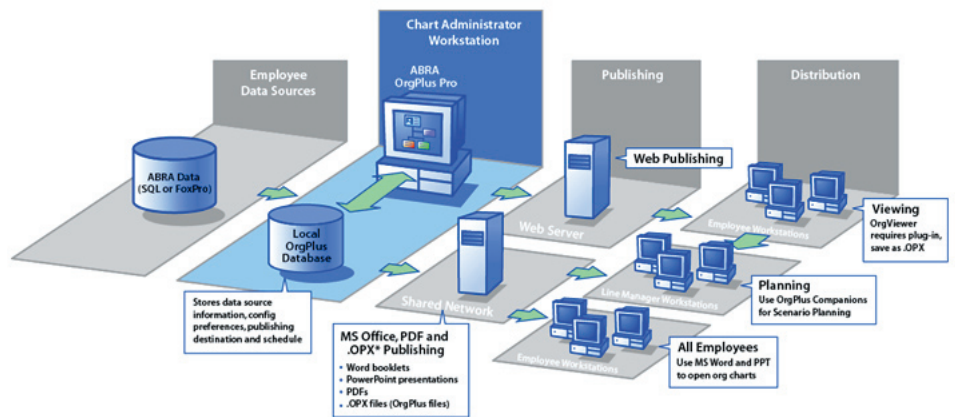 Chart Administrator
Workstation
Employee
Data Sources
ABRA
OrgPlus Pro
Publishing
Distribution
ABRA Data
(SQL or FoxPro)
Web Publishing
Local
OrgPlus
Database
Web Server
Employee Workstations
Viewing
OrgViewer
requires plug-in,
save as .OPX
Stores data source
information, config
preferences, publishing
destination and schedule
Shared Network
Line Manager Workstations
Planning
Use OrgPlus Companions
for Scenario Planning
MS Office, PDF and
.OPX* Publishing
• Word booklets
• PowerPoint presentations
• PDFs
• .OPX files (OrgPlus files)
Employee Workstations
All Employees
Use MS Word and PPT
to open org charts